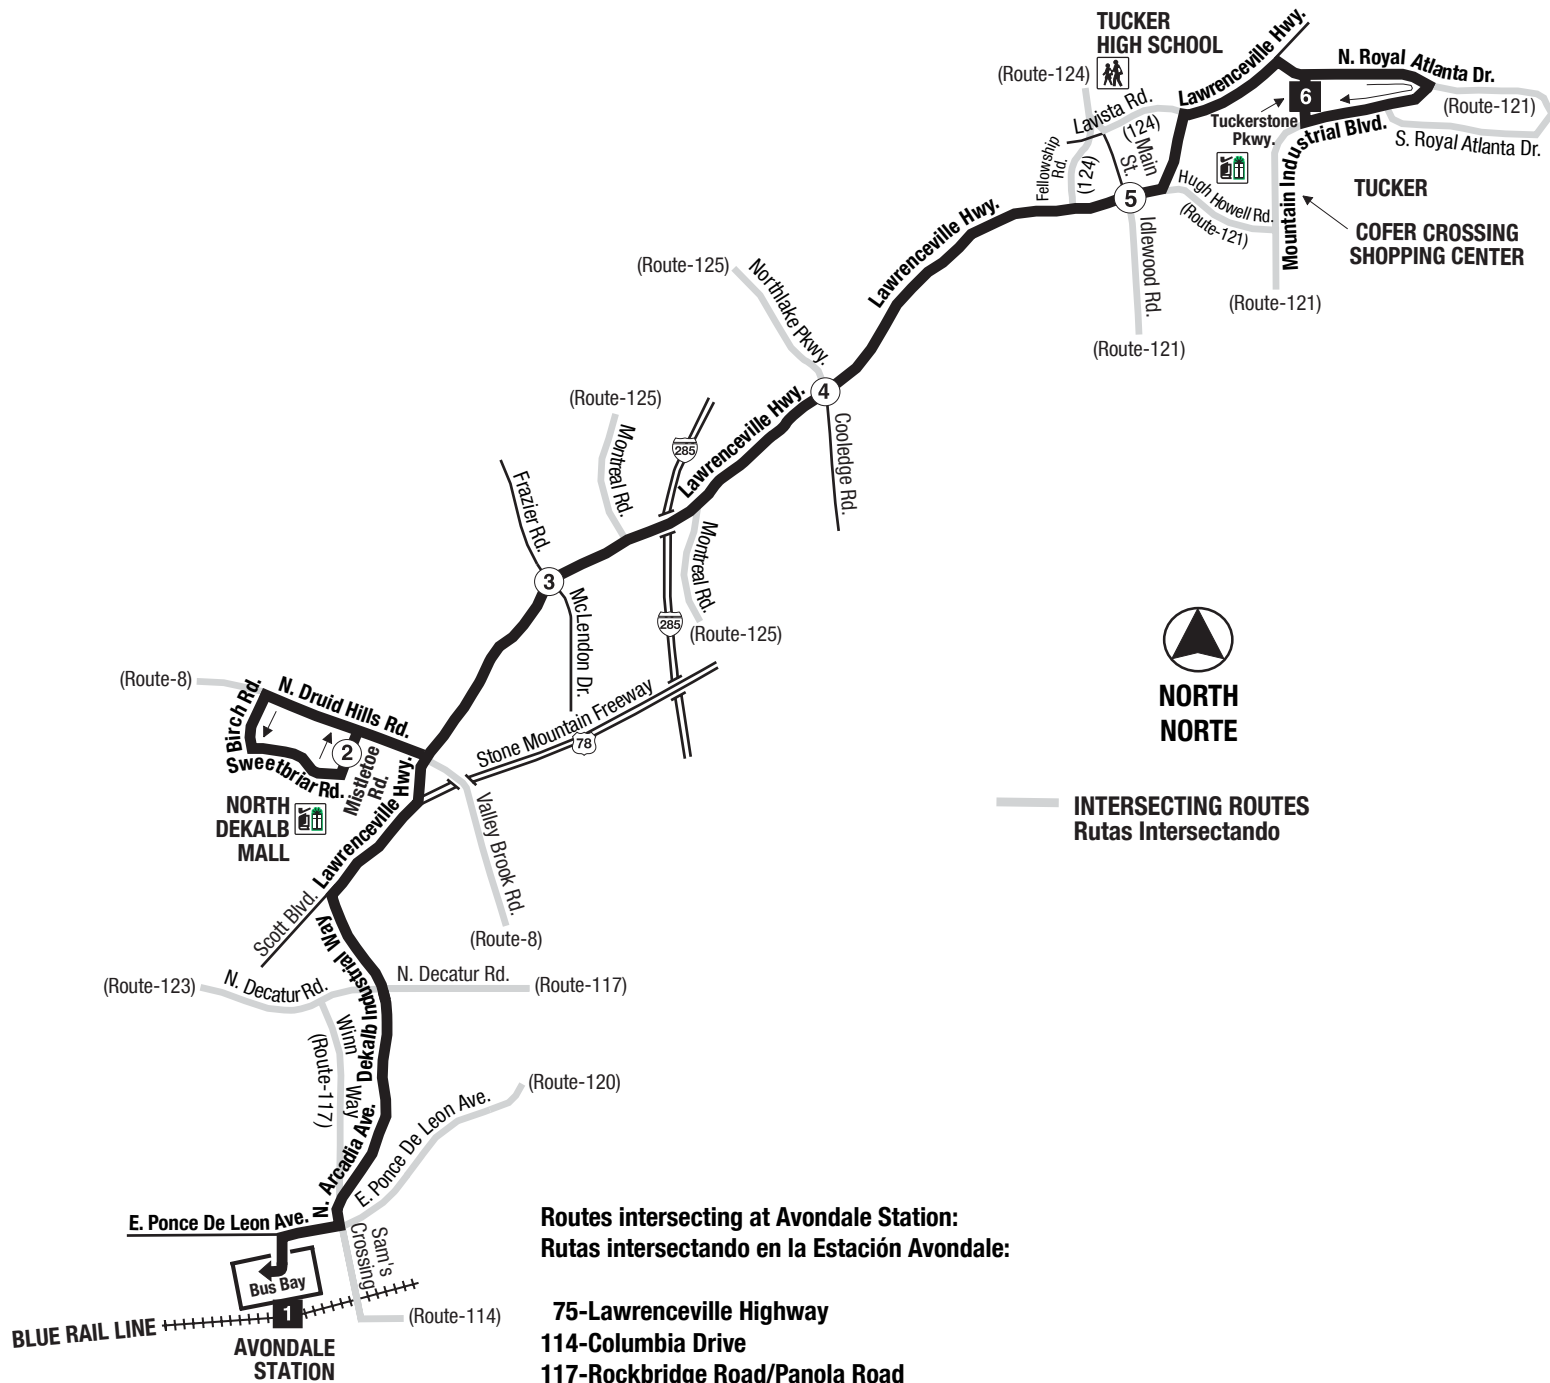 TUCKER
HIGH SCHOOL
Lawrenceville Hwy.
N. Royal Atlanta Dr.
(Route-124)
6
(Route-121)
Lavista Rd.
(124)
Tuckerstone
Pkwy.
Mountain Industrial Blvd.
S. Royal Atlanta Dr.
Fellowship
Rd.
(124)
Main
St.
5
Hugh Howell Rd.
(Route-121)
TUCKER
COFER CROSSING
SHOPPING CENTER
Idlewood Rd.
(Route-121)
(Route-121)
Lawrenceville Hwy.
(Route-125)
Northlake Pkwy.
4
Cooledge Rd.
Lawrenceville Hwy.
(Route-125)
Montreal Rd.
285
Frazier Rd.
3
McLendon Dr.
Montreal Rd.
285
(Route-125)
NORTH
NORTE
(Route-8)
Birch Rd.
N. Druid Hills Rd.
2
Sweetbriar Rd.
Mistletoe
Rd.
Stone Mountain Freeway
78
NORTH
DEKALB
MALL
Lawrenceville Hwy.
Valley Brook Rd.
(Route-8)
INTERSECTING ROUTES
Rutas Intersectando
Scott Blvd.
Dekalb Industrial Way
(Route-123)
N. Decatur Rd.
N. Decatur Rd.
(Route-117)
Winn Way
(Route-117)
N. Arcadia Ave.
E. Ponce De Leon Ave.
(Route-120)
E. Ponce De Leon Ave.
Sam's
Crossing
Bus Bay
1
(Route-114)
BLUE RAIL LINE
AVONDALE
STATION
Routes intersecting at Avondale Station:
Rutas intersectando en la Estación Avondale:
75-Lawrenceville Highway
114-Columbia Drive
117-Rockbridge Road/Panola Road